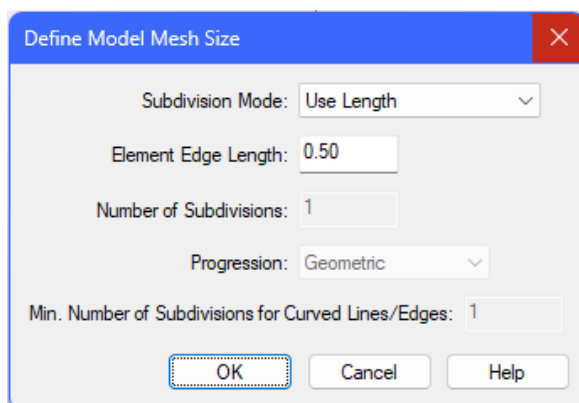 Define Model Mesh Size
Subdivision Mode: Use Length
Element Edge Length: 0.50
Number of Subdivisions: 1
Progression: Geometric
Min. Number of Subdivisions for Curved Lines/Edges: 1
OK Cancel Help